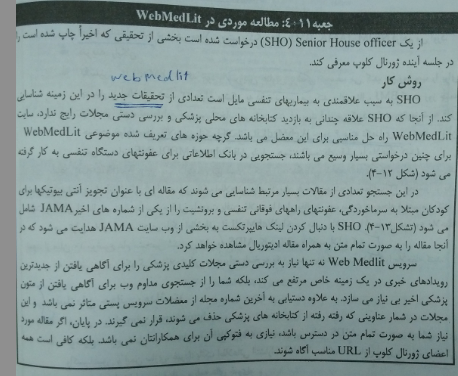 جعبه ۱۱-٤: مطالعه موردی در WebMedLit
از یک Senior House officer (SHO) درخواست شده است بخشی از تحقیقی که اخیراً چاپ شده است را
در جلسه آینده ژورنال کلوپ معرفی کند.
webmedlit
روش کار
SHO به سبب علاقمندی به بیماریهای تنفسی مایل است تعدادی از تحقیقات جدید را در این زمینه شناسایی
کند. از آنجا که SHO علاقه چندانی به بازدید کتابخانه های محلی پزشکی و بررسی دستی مجلات رایج ندارد، سایت
WebMedLit راه حل مناسبی برای این معضل می باشد. گرچه حوزه های تعریف شده موضوعی WebMedLit
برای چنین درخواستی بسیار وسیع می باشند، جستجویی در بانک اطلاعاتی برای عفونتهای دستگاه تنفسی به کار گرفته
می شود (شکل ۱۲-۴).
در این جستجو تعدادی از مقالات بسیار مرتبط شناسایی می شوند که مقاله ای با عنوان تجویز آنتی بیوتیکها برای
کودکان مبتلا به سرماخوردگی، عفونتهای راههای فوقانی تنفسی و برونشیت را از یکی از شماره های اخیر JAMA شامل
می شود (شکل۱۳-۴). SHO با دنبال کردن لینک هایپرتکست به بخشی از وب سایت JAMA هدایت می شود که در
آنجا مقاله را به صورت تمام متن به همراه مقاله ادیتوریال مشاهده خواهد کرد.
سرویس Web Medlit نه تنها نیاز به بررسی دستی مجلات کلیدی پزشکی را برای آگاهی یافتن از جدیدترین
رویدادهای خبری در یک زمینه خاص مرتفع می کند، بلکه شما را از جستجوی مداوم وب برای آگاهی یافتن از متون
پزشکی اخیر بی نیاز می سازد. به علاوه دستیابی به آخرین شماره مجله از معضلات سرویس پستی متاثر نمی باشد و این
مجلات در شمار عناوینی که رفته رفته از کتابخانه های پزشکی حذف می شوند، قرار نمی گیرند. در پایان، اگر مقاله مورد
نیاز شما به صورت تمام متن در دسترس باشد، نیازی به فتوکپی آن برای همکارانتان نمی باشد. بلکه کافی است همه
اعضای ژورنال کلوپ از URL مناسب آگاه شوند.